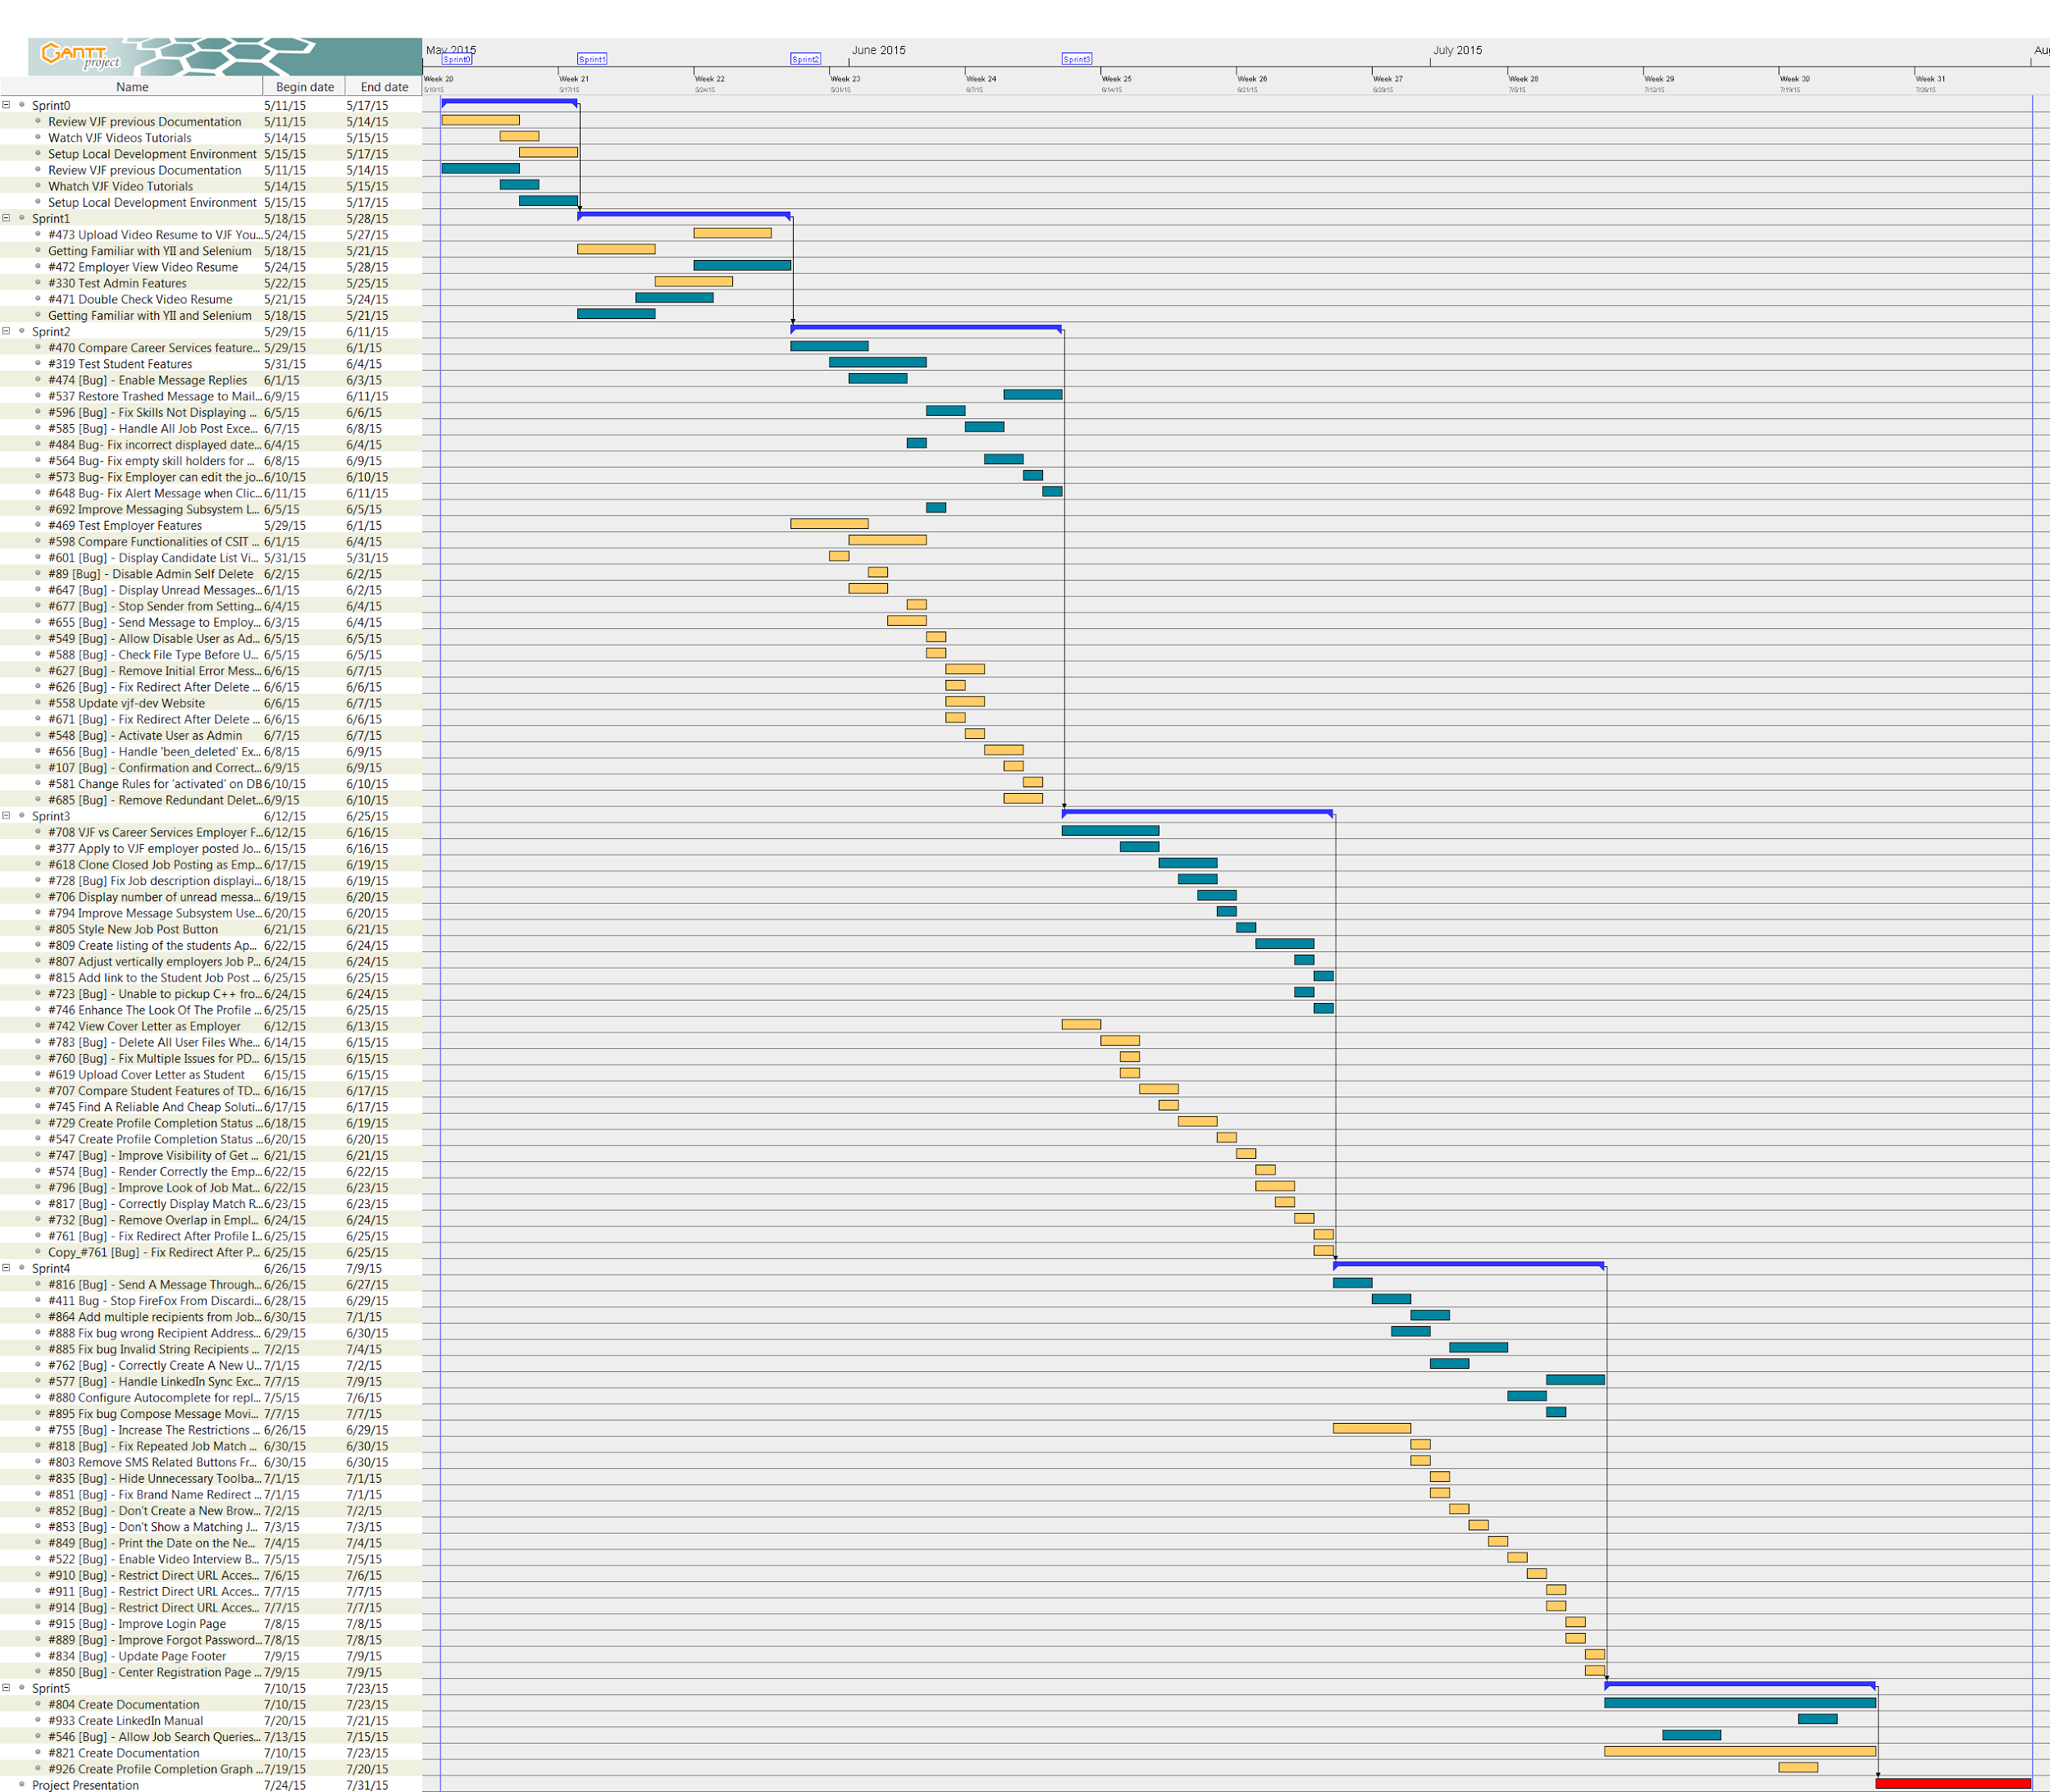 GANTT
project
May 2015
June 2015
July 2015
Aug
Sprint0
Sprint1
Sprint2
Sprint3
Week 20
Week 21
Week 22
Week 23
Week 24
Week 25
Week 26
Week 27
Week 28
Week 29
Week 30
Week 31
5/10/15
5/17/15
5/24/15
5/31/15
6/7/15
6/14/15
6/21/15
6/28/15
7/5/15
7/12/15
7/19/15
7/26/15
Name Begin date End date
Sprint0 5/11/15 5/17/15
Review VJF previous Documentation 5/11/15 5/14/15
Watch VJF Videos Tutorials 5/14/15 5/15/15
Setup Local Development Environment 5/15/15 5/17/15
Review VJF previous Documentation 5/11/15 5/14/15
Whatch VJF Video Tutorials 5/14/15 5/15/15
Setup Local Development Environment 5/15/15 5/17/15
Sprint1 5/18/15 5/28/15
#473 Upload Video Resume to VJF You... 5/24/15 5/27/15
Getting Familiar with YII and Selenium 5/18/15 5/21/15
#472 Employer View Video Resume 5/24/15 5/28/15
#330 Test Admin Features 5/22/15 5/25/15
#471 Double Check Video Resume 5/21/15 5/24/15
Getting Familiar with YII and Selenium 5/18/15 5/21/15
Sprint2 5/29/15 6/11/15
#470 Compare Career Services feature... 5/29/15 6/1/15
#319 Test Student Features 5/31/15 6/4/15
#474 [Bug] - Enable Message Replies 6/1/15 6/3/15
#537 Restore Trashed Message to Mail... 6/9/15 6/11/15
#596 [Bug] - Fix Skills Not Displaying ... 6/5/15 6/6/15
#585 [Bug] - Handle All Job Post Exce... 6/7/15 6/8/15
#484 Bug- Fix incorrect displayed date... 6/4/15 6/4/15
#564 Bug- Fix empty skill holders for ... 6/8/15 6/9/15
#573 Bug- Fix Employer can edit the jo... 6/10/15 6/10/15
#648 Bug- Fix Alert Message when Clic... 6/11/15 6/11/15
#692 Improve Messaging Subsystem L... 6/5/15 6/5/15
#469 Test Employer Features 5/29/15 6/1/15
#598 Compare Functionalities of CSIT ... 6/1/15 6/4/15
#601 [Bug] - Display Candidate List Vi... 5/31/15 5/31/15
#89 [Bug] - Disable Admin Self Delete 6/2/15 6/2/15
#647 [Bug] - Display Unread Messages... 6/1/15 6/2/15
#677 [Bug] - Stop Sender from Setting... 6/4/15 6/4/15
#655 [Bug] - Send Message to Employ... 6/3/15 6/4/15
#549 [Bug] - Allow Disable User as Ad... 6/5/15 6/5/15
#588 [Bug] - Check File Type Before U... 6/5/15 6/5/15
#627 [Bug] - Remove Initial Error Mess... 6/6/15 6/7/15
#626 [Bug] - Fix Redirect After Delete ... 6/6/15 6/6/15
#558 Update vjf-dev Website 6/6/15 6/7/15
#671 [Bug] - Fix Redirect After Delete ... 6/6/15 6/6/15
#548 [Bug] - Activate User as Admin 6/7/15 6/7/15
#656 [Bug] - Handle 'been_deleted' Ex... 6/8/15 6/9/15
#107 [Bug] - Confirmation and Correct... 6/9/15 6/9/15
#581 Change Rules for 'activated' on DB 6/10/15 6/10/15
#685 [Bug] - Remove Redundant Delet... 6/9/15 6/10/15
Sprint3 6/12/15 6/25/15
#708 VJF vs Career Services Employer F... 6/12/15 6/16/15
#377 Apply to VJF employer posted Jo... 6/15/15 6/16/15
#618 Clone Closed Job Posting as Emp... 6/17/15 6/19/15
#728 [Bug] Fix Job description displayi... 6/18/15 6/19/15
#706 Display number of unread messa... 6/19/15 6/20/15
#794 Improve Message Subsystem Use... 6/20/15 6/20/15
#805 Style New Job Post Button 6/21/15 6/21/15
#809 Create listing of the students Ap... 6/22/15 6/24/15
#807 Adjust vertically employers Job P... 6/24/15 6/24/15
#815 Add link to the Student Job Post ... 6/25/15 6/25/15
#723 [Bug] - Unable to pickup C++ fro... 6/24/15 6/24/15
#746 Enhance The Look Of The Profile ... 6/25/15 6/25/15
#742 View Cover Letter as Employer 6/12/15 6/13/15
#783 [Bug] - Delete All User Files Whe... 6/14/15 6/15/15
#760 [Bug] - Fix Multiple Issues for PD... 6/15/15 6/15/15
#619 Upload Cover Letter as Student 6/15/15 6/15/15
#707 Compare Student Features of TD... 6/16/15 6/17/15
#745 Find A Reliable And Cheap Soluti... 6/17/15 6/17/15
#729 Create Profile Completion Status ... 6/18/15 6/19/15
#547 Create Profile Completion Status ... 6/20/15 6/20/15
#747 [Bug] - Improve Visibility of Get ... 6/21/15 6/21/15
#574 [Bug] - Render Correctly the Emp... 6/22/15 6/22/15
#796 [Bug] - Improve Look of Job Mat... 6/22/15 6/23/15
#817 [Bug] - Correctly Display Match R... 6/23/15 6/23/15
#732 [Bug] - Remove Overlap in Empl... 6/24/15 6/24/15
#761 [Bug] - Fix Redirect After Profile I... 6/25/15 6/25/15
Copy_#761 [Bug] - Fix Redirect After P... 6/25/15 6/25/15
Sprint4 6/26/15 7/9/15
#816 [Bug] - Send A Message Through... 6/26/15 6/27/15
#411 Bug - Stop FireFox From Discardi... 6/28/15 6/29/15
#864 Add multiple recipients from Job... 6/30/15 7/1/15
#888 Fix bug wrong Recipient Address... 6/29/15 6/30/15
#885 Fix bug Invalid String Recipients ... 7/2/15 7/4/15
#762 [Bug] - Correctly Create A New U... 7/1/15 7/2/15
#577 [Bug] - Handle LinkedIn Sync Exc... 7/7/15 7/9/15
#880 Configure Autocomplete for repl... 7/5/15 7/6/15
#895 Fix bug Compose Message Movi... 7/7/15 7/7/15
#755 [Bug] - Increase The Restrictions ... 6/26/15 6/29/15
#818 [Bug] - Fix Repeated Job Match ... 6/30/15 6/30/15
#803 Remove SMS Related Buttons Fr... 6/30/15 6/30/15
#835 [Bug] - Hide Unnecessary Toolba... 7/1/15 7/1/15
#851 [Bug] - Fix Brand Name Redirect ... 7/1/15 7/1/15
#852 [Bug] - Don't Create a New Brow... 7/2/15 7/2/15
#853 [Bug] - Don't Show a Matching J... 7/3/15 7/3/15
#849 [Bug] - Print the Date on the Ne... 7/4/15 7/4/15
#522 [Bug] - Enable Video Interview B... 7/5/15 7/5/15
#910 [Bug] - Restrict Direct URL Acces... 7/6/15 7/6/15
#911 [Bug] - Restrict Direct URL Acces... 7/7/15 7/7/15
#914 [Bug] - Restrict Direct URL Acces... 7/7/15 7/7/15
#915 [Bug] - Improve Login Page 7/8/15 7/8/15
#889 [Bug] - Improve Forgot Password... 7/8/15 7/8/15
#834 [Bug] - Update Page Footer 7/9/15 7/9/15
#850 [Bug] - Center Registration Page ... 7/9/15 7/9/15
Sprint5 7/10/15 7/23/15
#804 Create Documentation 7/10/15 7/23/15
#933 Create LinkedIn Manual 7/20/15 7/21/15
#546 [Bug] - Allow Job Search Queries... 7/13/15 7/15/15
#821 Create Documentation 7/10/15 7/23/15
#926 Create Profile Completion Graph ... 7/19/15 7/20/15
Project Presentation 7/24/15 7/31/15